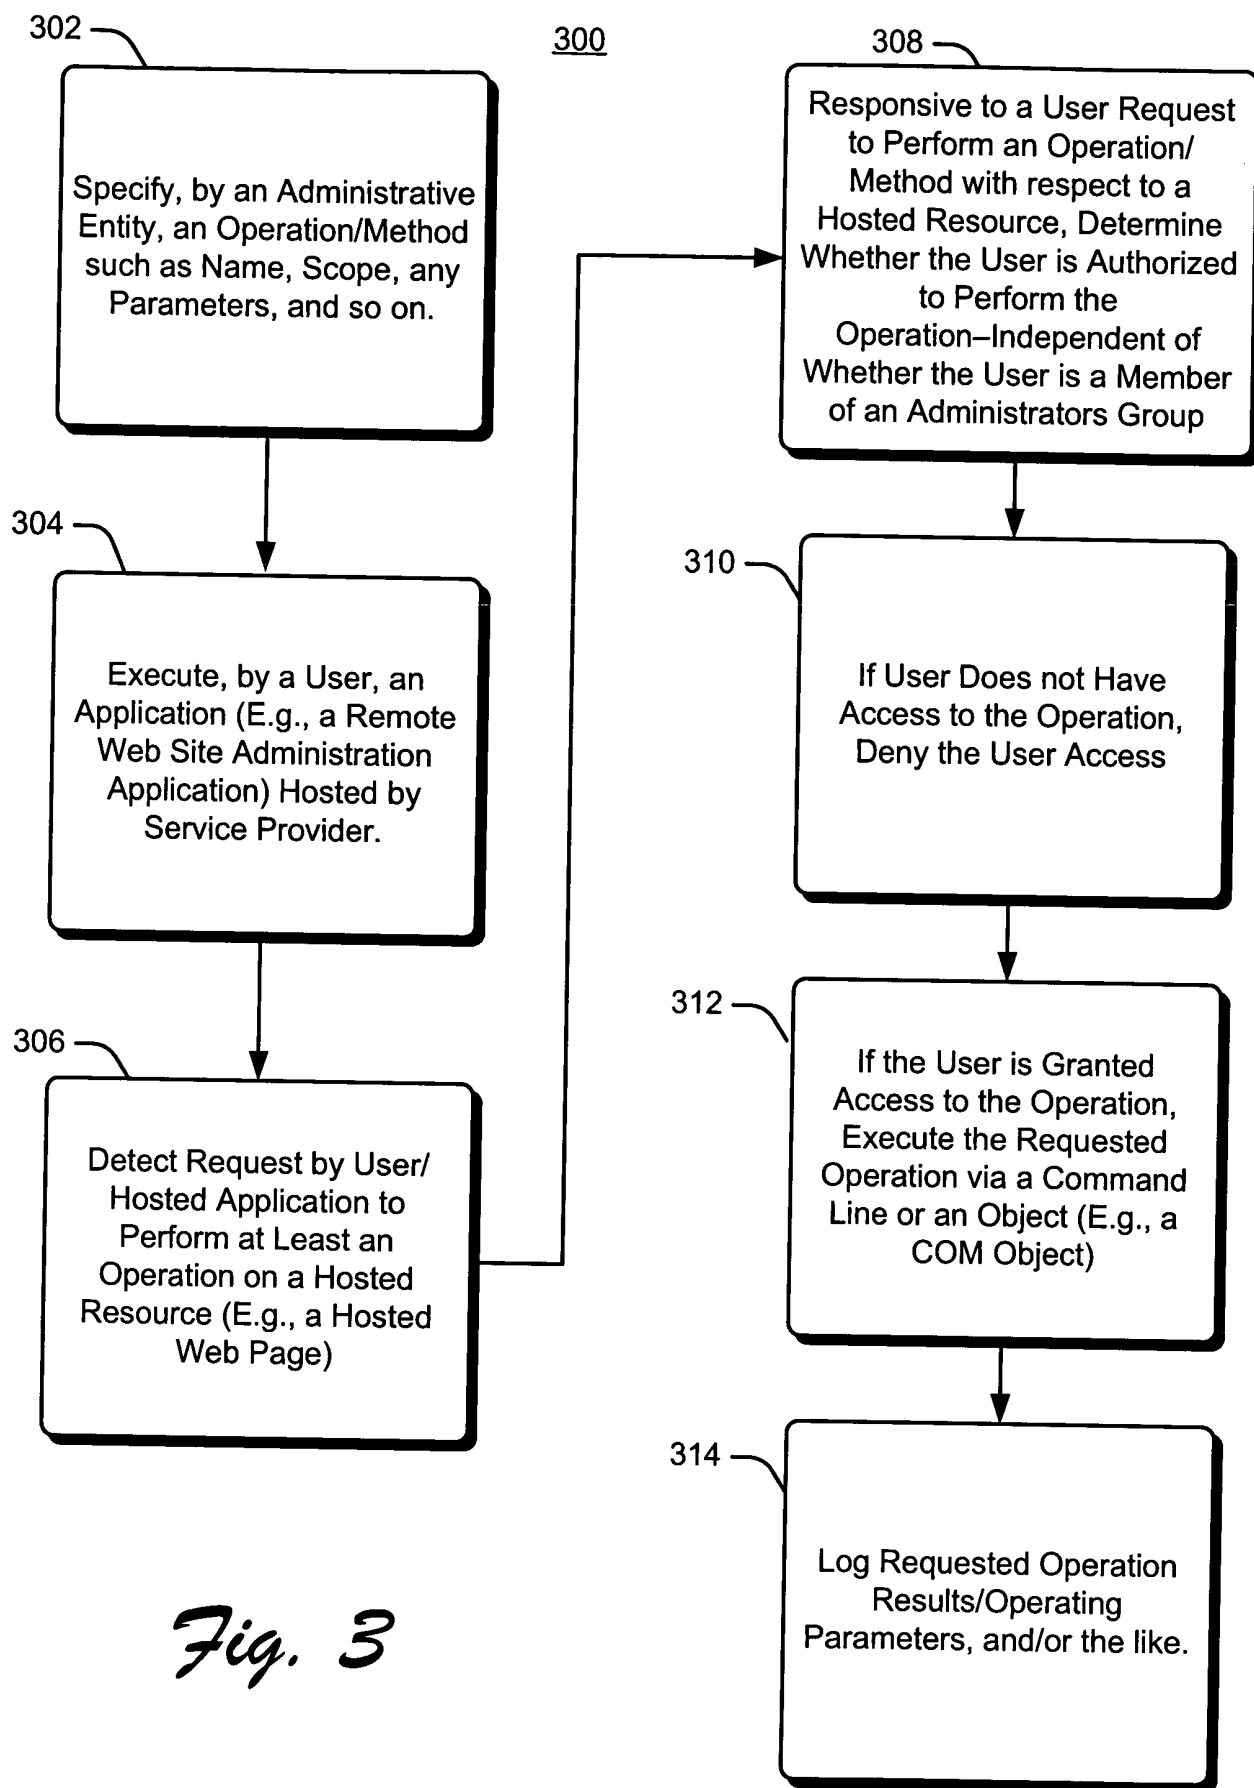 300
302
Specify, by an Administrative
Entity, an Operation/Method
such as Name, Scope, any
Parameters, and so on.
304
Execute, by a User, an
Application (E.g., a Remote
Web Site Administration
Application) Hosted by
Service Provider.
306
Detect Request by User/
Hosted Application to
Perform at Least an
Operation on a Hosted
Resource (E.g., a Hosted
Web Page)
308
Responsive to a User Request
to Perform an Operation/
Method with respect to a
Hosted Resource, Determine
Whether the User is Authorized
to Perform the
Operation–Independent of
Whether the User is a Member
of an Administrators Group
310
If User Does not Have
Access to the Operation,
Deny the User Access
312
If the User is Granted
Access to the Operation,
Execute the Requested
Operation via a Command
Line or an Object (E.g., a
COM Object)
314
Log Requested Operation
Results/Operating
Parameters, and/or the like.
Fig. 3